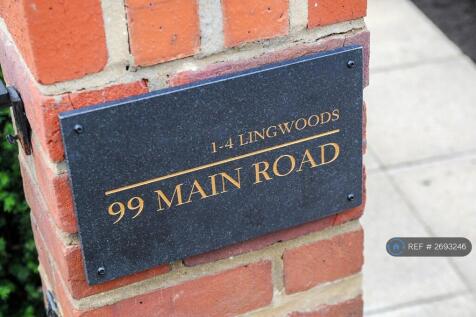 1-4 LINGWOODS
99 MAIN ROAD
REF # 2693246